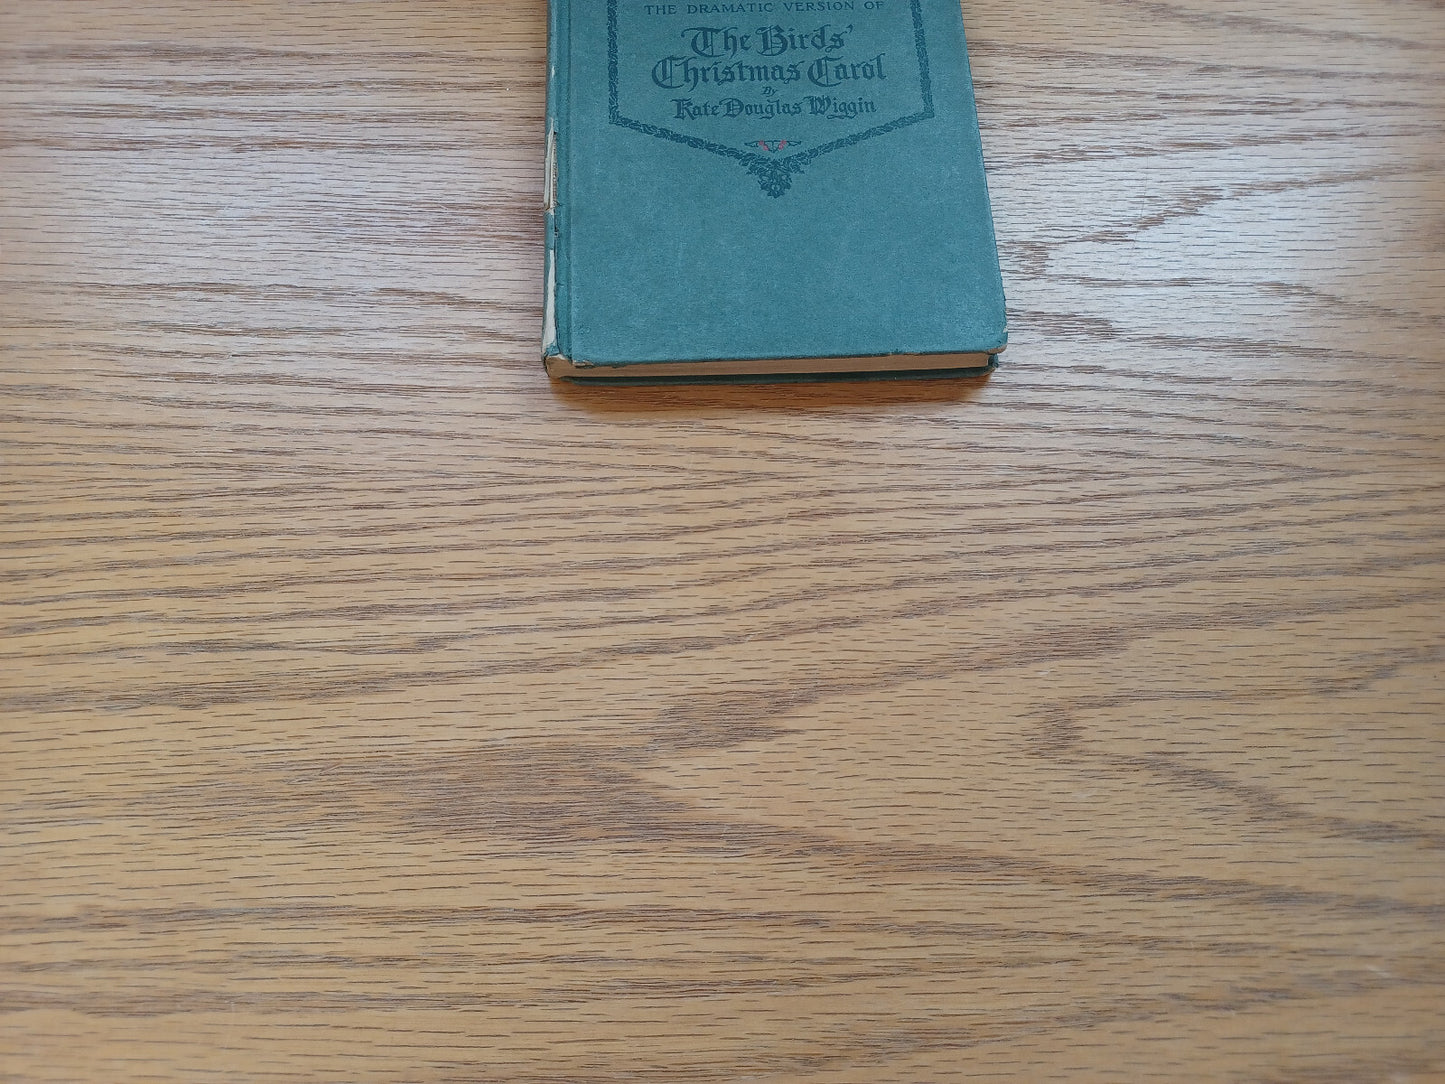 THE DRAMATIC VERSION OF
The Birds'
Christmas Carol
By
Kate Douglas Wiggin